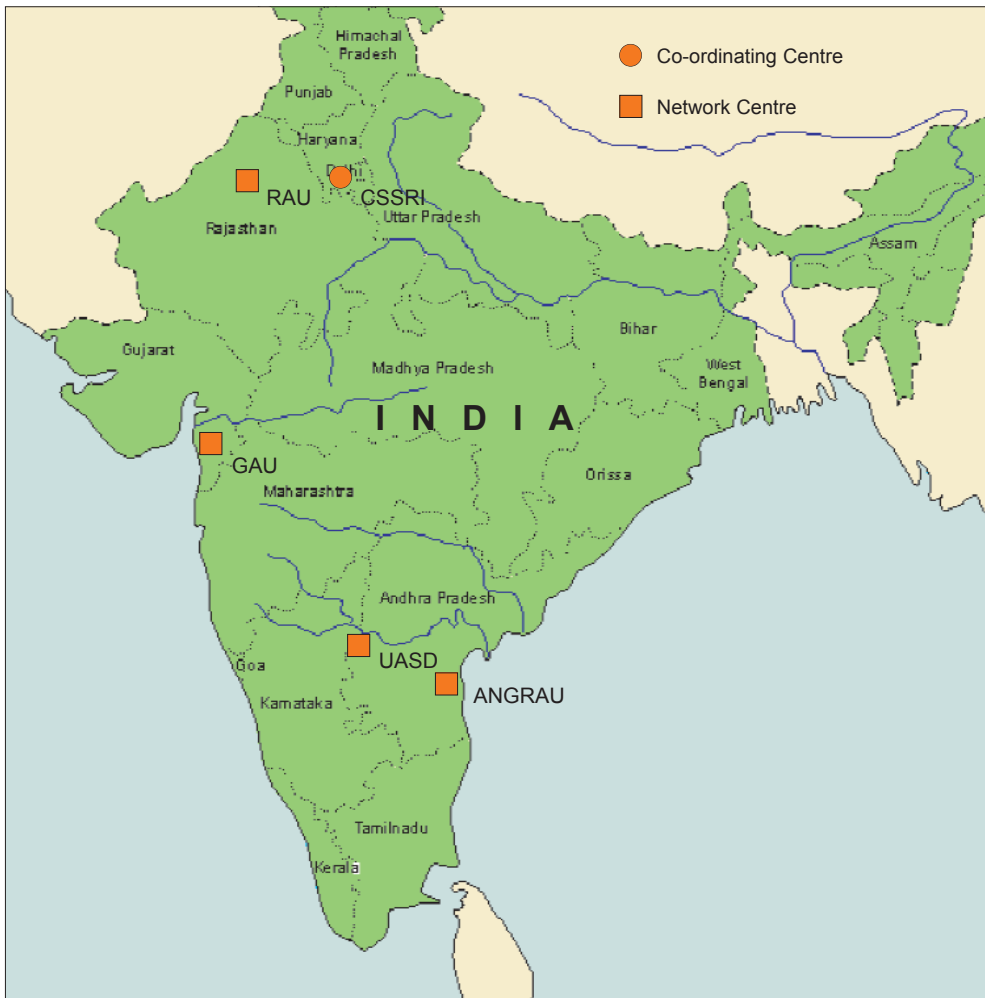 Himachal
Pradesh
Co-ordinating Centre
Punjab
Network Centre
Haryana
Delhi
RAU
CSSRI
Uttar Pradesh
Rajasthan
Assam
Bihar
Gujarat
Madhya Pradesh
West
Bengal
I N D I A
GAU
Orissa
Maharashtra
Andhra Pradesh
UASD
Goa
ANGRAU
Karnataka
Tamilnadu
Kerala